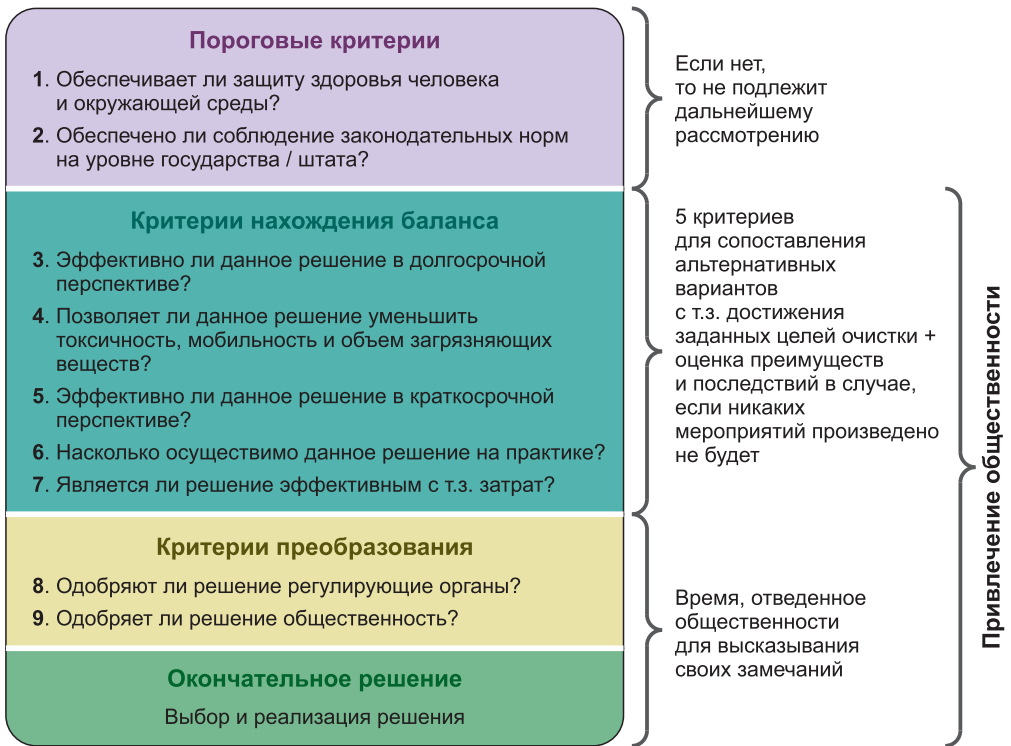 Пороговые критерии
1. Обеспечивает ли защиту здоровья человека
и окружающей среды?
2. Обеспечено ли соблюдение законодательных норм
на уровне государства / штата?
Если нет,
то не подлежит
дальнейшему
рассмотрению
Критерии нахождения баланса
3. Эффективно ли данное решение в долгосрочной
перспективе?
4. Позволяет ли данное решение уменьшить
токсичность, мобильность и объем загрязняющих
веществ?
5. Эффективно ли данное решение в краткосрочной
перспективе?
6. Насколько осуществимо данное решение на практике?
7. Является ли решение эффективным с т.з. затрат?
5 критериев
для сопоставления
альтернативных
вариантов
с т.з. достижения
заданных целей очистки +
оценка преимуществ
и последствий в случае,
если никаких
мероприятий произведено
не будет
Критерии преобразования
8. Одобряют ли решение регулирующие органы?
9. Одобряет ли решение общественность?
Окончательное решение
Выбор и реализация решения
Время, отведенное
общественности
для высказывания
своих замечаний
Привлечение общественности